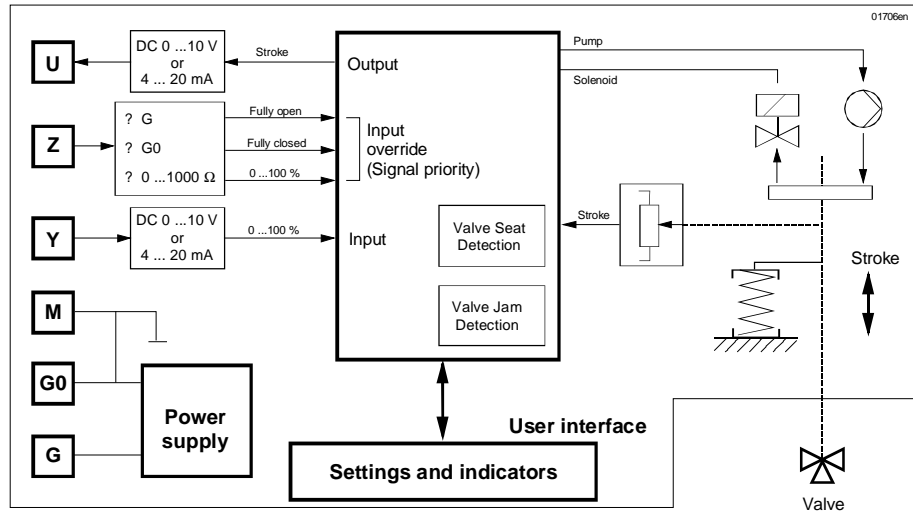 01706en
U
DC 0 ...10 V
or
4 ... 20 mA
Stroke
Output
Pump
Solenoid
Z
? G
? G0
? 0 ...1000 Ω
Fully open
Fully closed
0 ...100 %
Input
override
(Signal priority)
Y
DC 0 ...10 V
or
4 ... 20 mA
0 ...100 %
Input
Valve Seat
Detection
Valve Jam
Detection
Stroke
Stroke
M
G0
G
Power
supply
User interface
Settings and indicators
Valve